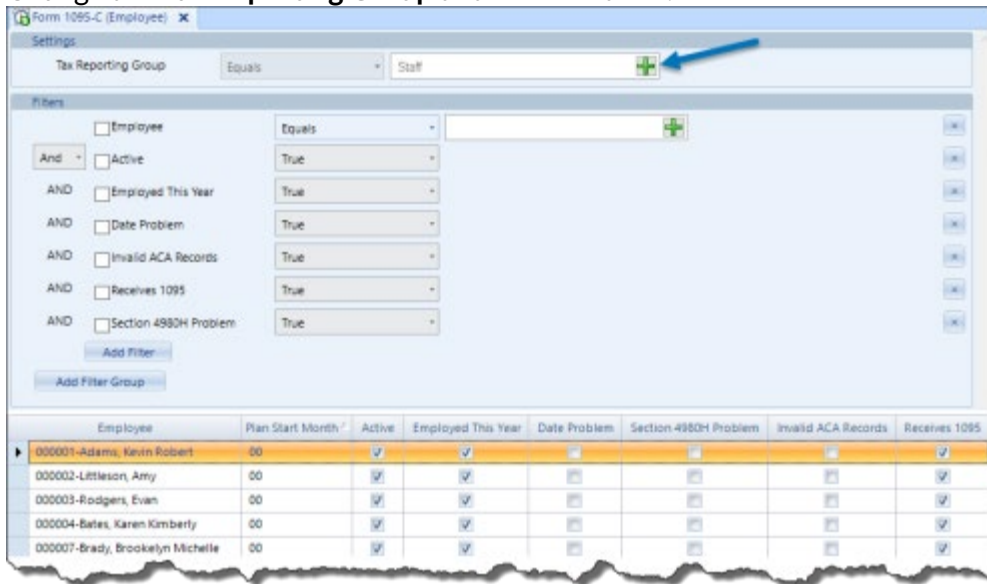 Form 1095-C (Employee)
Settings
Tax Reporting Group Equals Staff
Filters
Employee Equals
And Active True
AND Employed This Year True
AND Date Problem True
AND Invalid ACA Records True
AND Receives 1095 True
AND Section 4980H Problem True
Add Filter
Add Filter Group
Employee Plan Start Month Active Employed This Year Date Problem Section 4980H Problem Invalid ACA Records Receives 1095
000001-Adams, Kevin Robert 00
000002-Littleson, Amy 00
000003-Rodgers, Evan 00
000004-Bates, Karen Kimberly 00
000007-Brady, Brookelyn Michelle 00